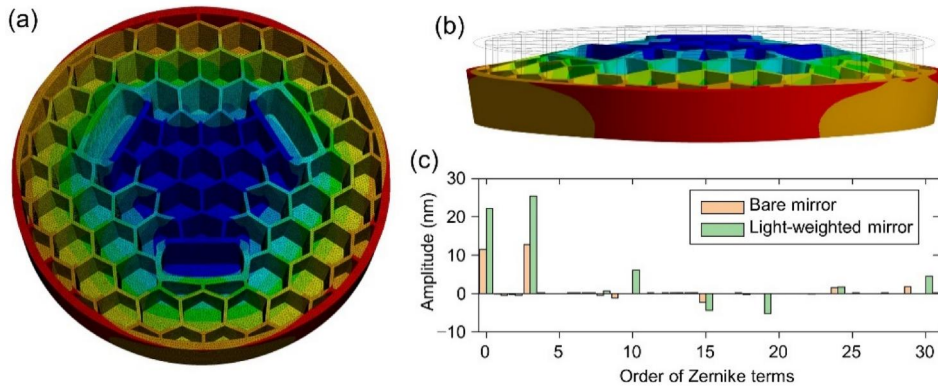 (a)
(b)
(c)
30
20
10
0
−10
Amplitude (nm)
Bare mirror
Light-weighted mirror
0 5 10 15 20 25 30
Order of Zernike terms